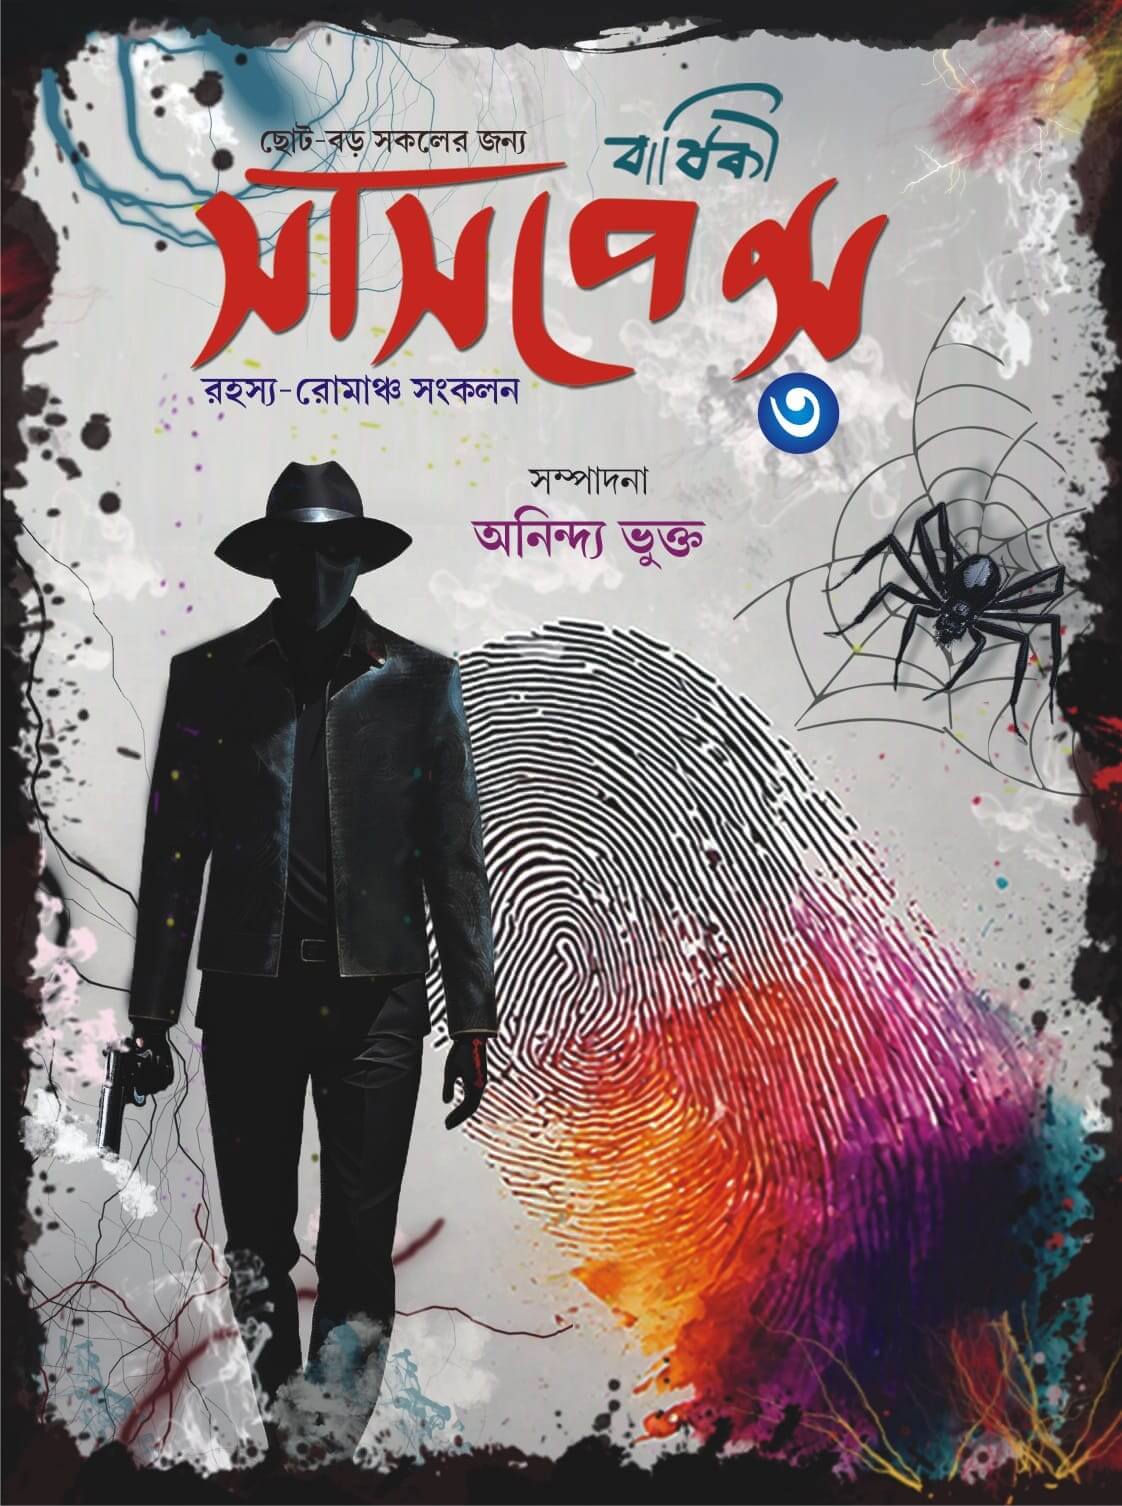 ছোট-বড় সকলের জন্য
বার্ষিকী
সাসপেন্স
রহস্য-রোমাঞ্চ সংকলন
৩
সম্পাদনা
অনিন্দ্য ভুক্ত